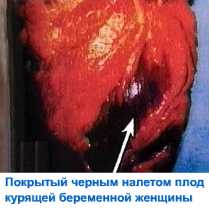 Покрытый черным налетом плод
курящей беременной женщины